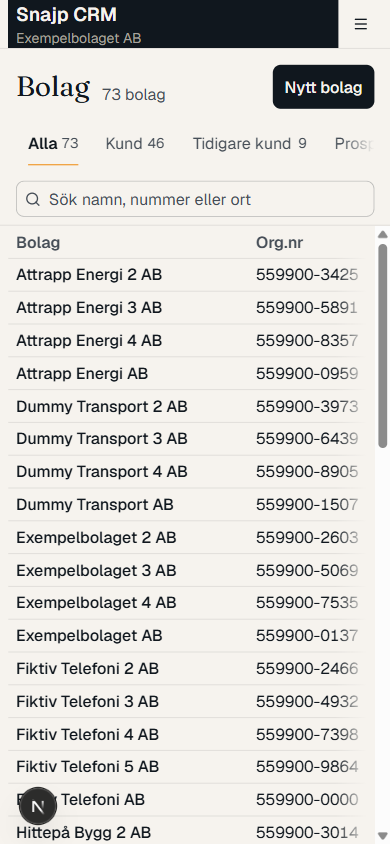 Snajp CRM
Exempelbolaget AB
Bolag 73 bolag
Nytt bolag
Alla 73 Kund 46 Tidigare kund 9
Sök namn, nummer eller ort
Bolag Org.nr
Attrapp Energi 2 AB 559900-3425
Attrapp Energi 3 AB 559900-5891
Attrapp Energi 4 AB 559900-8357
Attrapp Energi AB 559900-0959
Dummy Transport 2 AB 559900-3973
Dummy Transport 3 AB 559900-6439
Dummy Transport 4 AB 559900-8905
Dummy Transport AB 559900-1507
Exempelbolaget 2 AB 559900-2603
Exempelbolaget 3 AB 559900-5069
Exempelbolaget 4 AB 559900-7535
Exempelbolaget AB 559900-0137
Fiktiv Telefoni 2 AB 559900-2466
Fiktiv Telefoni 3 AB 559900-4932
Fiktiv Telefoni 4 AB 559900-7398
Fiktiv Telefoni 5 AB 559900-9864
N Telefoni AB 559900-0000
Hittepå Bygg 2 AB 559900-3014